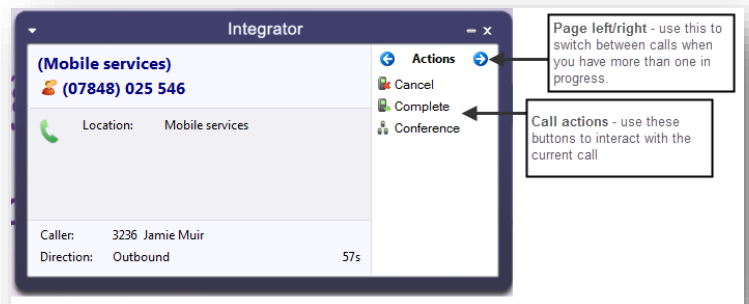 Integrator
(Mobile services)
(07848) 025 546
Location: Mobile services
Caller: 3236 Jamie Muir
Direction: Outbound 57s
Actions
Cancel
Complete
Conference
Page left/right - use this to
switch between calls when
you have more than one in
progress.
Call actions - use these
buttons to interact with the
current call